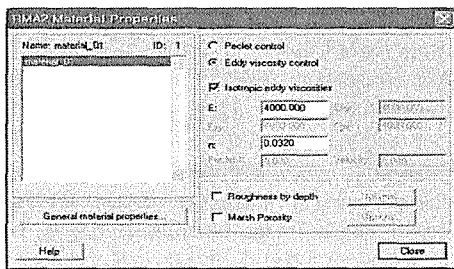 RMA2 Material Properties
Name: material_01 ID: 1
material_01
General material properties...
Help
Peclet control
Eddy viscosity control
Isotropic eddy viscosities
E: 4000.000
n: 0.0320
Roughness by depth
Marsh Porosity
Close